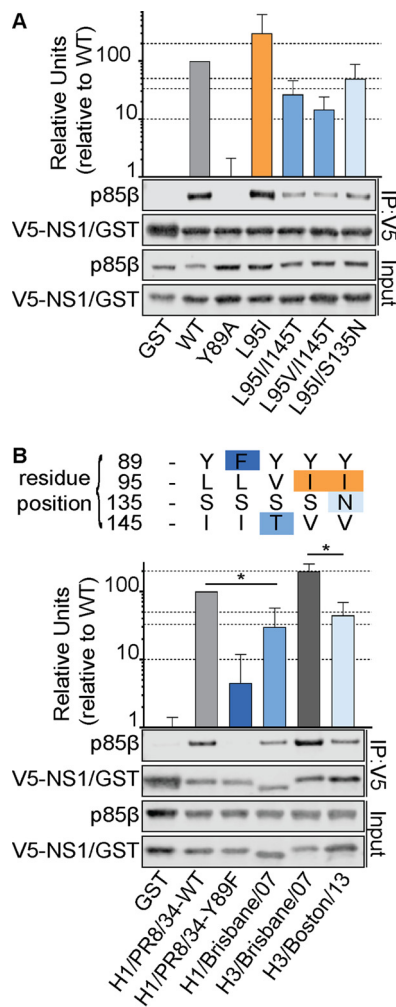 A
Relative Units
(relative to WT)
100
10
1
p85β
V5-NS1/GST
IP:V5
p85β
V5-NS1/GST
Input
GST
WT
Y89A
L95I
L95I/I145T
L95V/I145T
L95I/S135N
B
residue
position
89 - Y F Y Y Y
95 - L L V I I
135 - S S S S N
145 - I I T V V
Relative Units
(relative to WT)
100
10
1
*
*
p85β
V5-NS1/GST
IP:V5
p85β
V5-NS1/GST
Input
GST
H1/PR8/34-WT
H1/PR8/34-Y89F
H1/Brisbane/07
H3/Brisbane/07
H3/Boston/13